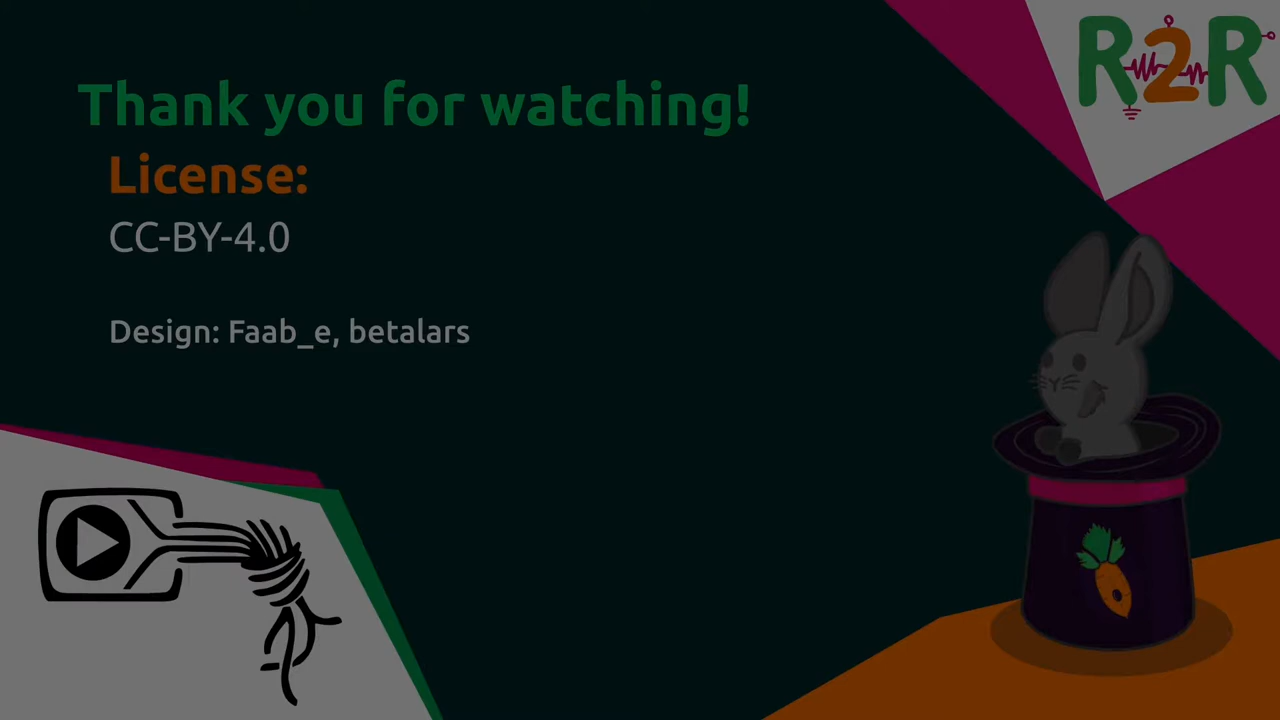 R2R
Thank you for watching!
License:
CC-BY-4.0
Design: Faab_e, betalars